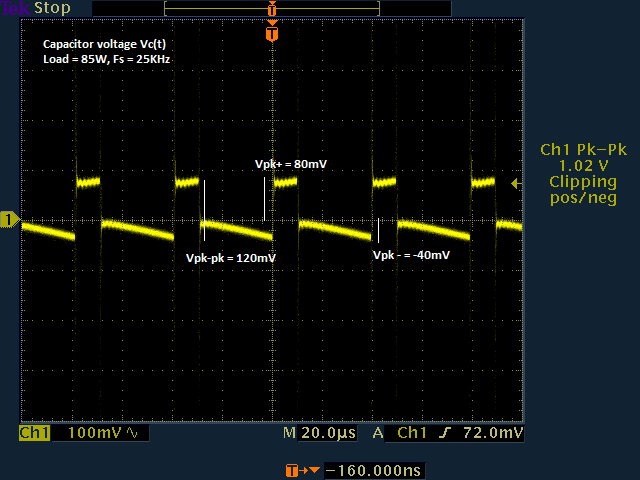 Tek Stop
T
T
Capacitor voltage Vc(t)
Load = 85W, Fs = 25KHz
Ch1 Pk-Pk
1.02 V
Clipping
pos/neg
Vpk+ = 80mV
1
Vpk-pk = 120mV
Vpk - = -40mV
Ch1 100mV M 20.0µs A Ch1 72.0mV
T -160.000ns